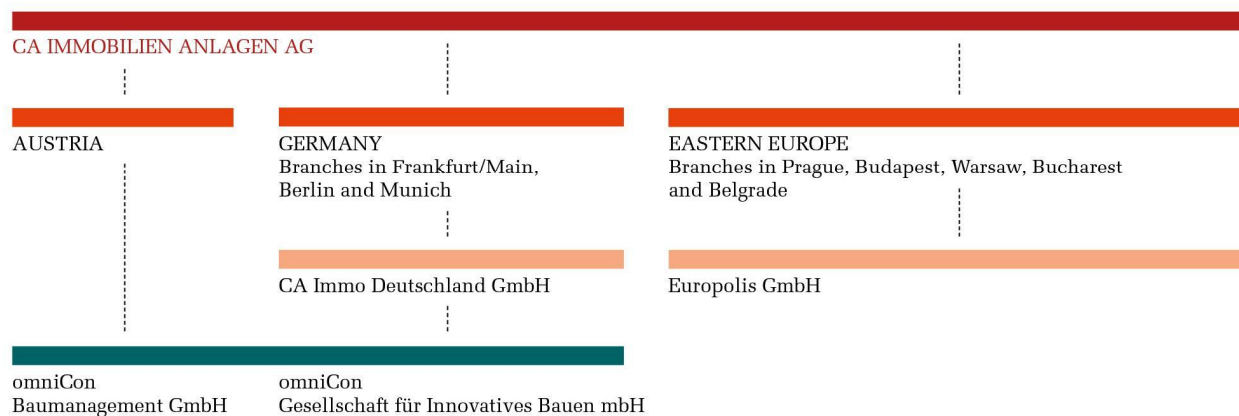 CA IMMOBILIEN ANLAGEN AG
AUSTRIA
GERMANY
Branches in Frankfurt/Main,
Berlin and Munich
EASTERN EUROPE
Branches in Prague, Budapest, Warsaw, Bucharest
and Belgrade
CA Immo Deutschland GmbH
Europolis GmbH
omniCon
Baumanagement GmbH
omniCon
Gesellschaft für Innovatives Bauen mbH